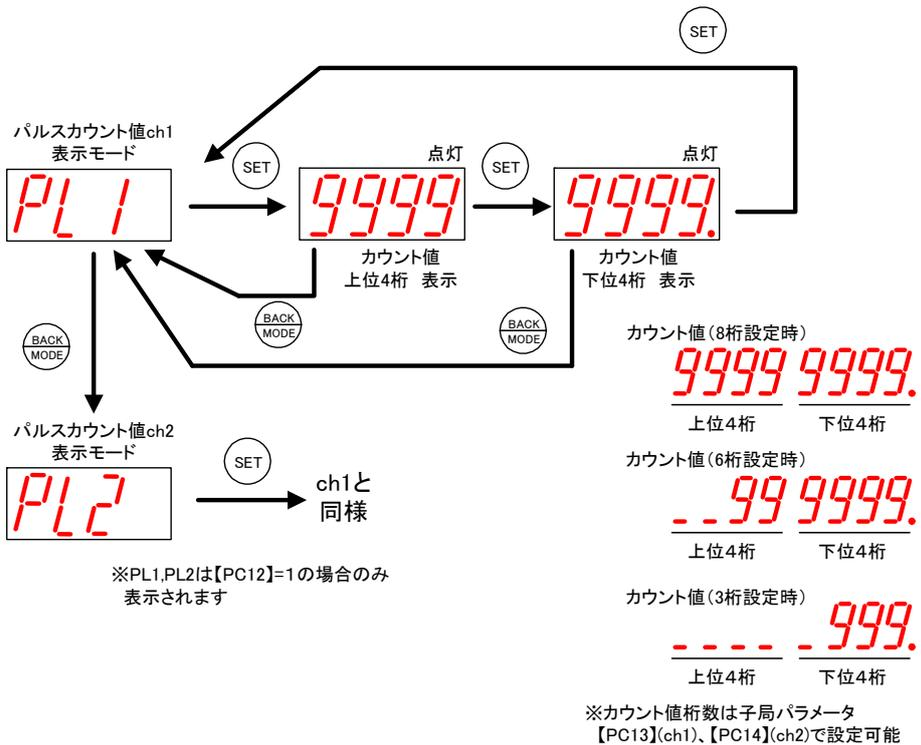 SET
パルスカウント値ch1
表示モード
PL 1
SET
点灯
9999
カウント値
上位4桁 表示
SET
点灯
9999.
カウント値
下位4桁 表示
BACK
MODE
BACK
MODE
BACK
MODE
パルスカウント値ch2
表示モード
PL2
SET
ch1と
同様
※PL1,PL2は【PC12】=1の場合のみ
表示されます
カウント値(8桁設定時)
9999 9999.
上位4桁 下位4桁
カウント値(6桁設定時)
_ _99 9999.
上位4桁 下位4桁
カウント値(3桁設定時)
_ _ _ _ _999.
上位4桁 下位4桁
※カウント値桁数は子局パラメータ
【PC13】(ch1)、【PC14】(ch2)で設定可能